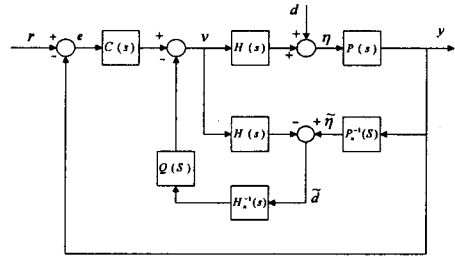 d
r + e C(s) + v H(s) + η P(s) y
- - +
H(s) - + η̃ P_n^{-1}(S)
Q(S)
H_n^{-1}(s) d̃